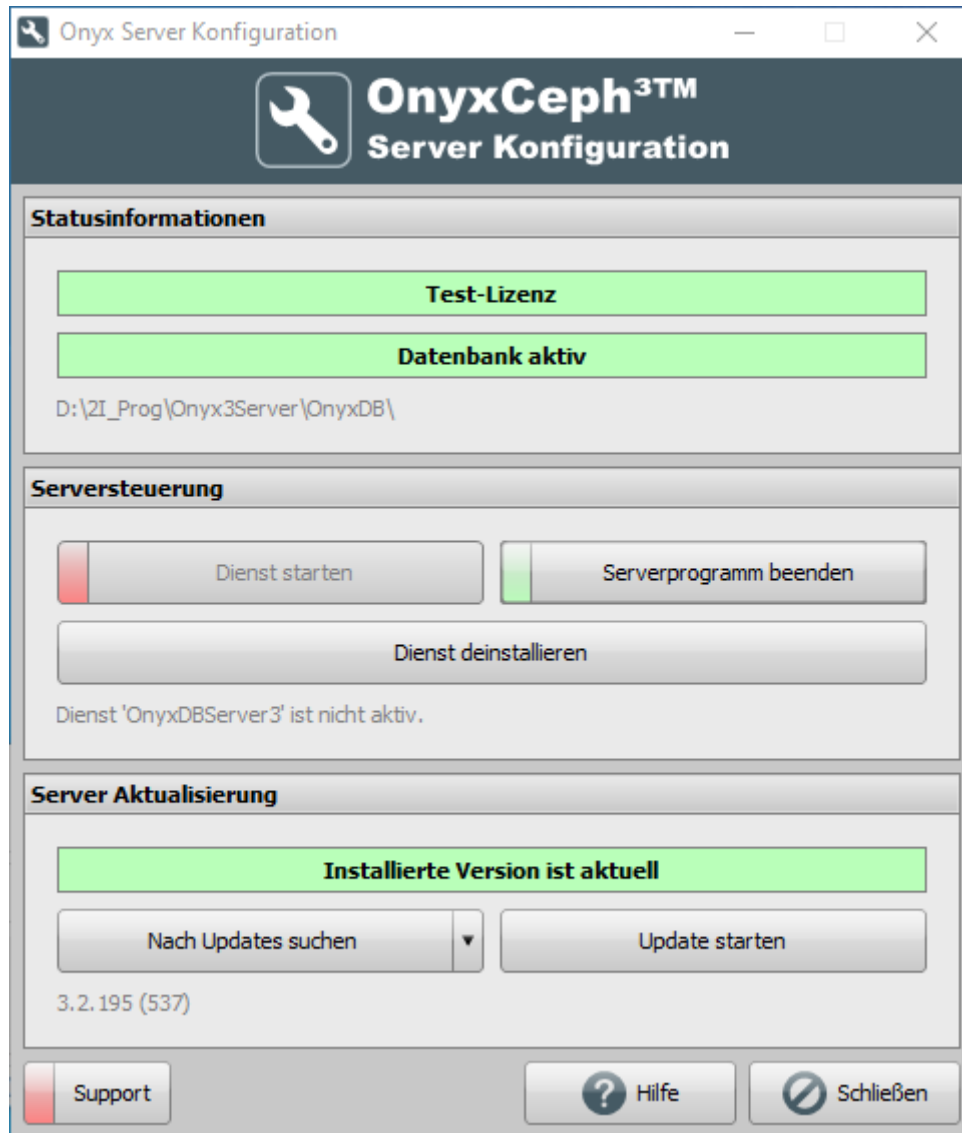 Onyx Server Konfiguration
OnyxCeph³™
Server Konfiguration
Statusinformationen
Test-Lizenz
Datenbank aktiv
D:\2I_Prog\Onyx3Server\OnyxDB\
Serversteuerung
Dienst starten
Serverprogramm beenden
Dienst deinstallieren
Dienst 'OnyxDBServer3' ist nicht aktiv.
Server Aktualisierung
Installierte Version ist aktuell
Nach Updates suchen
Update starten
3.2.195 (537)
Support
Hilfe
Schließen